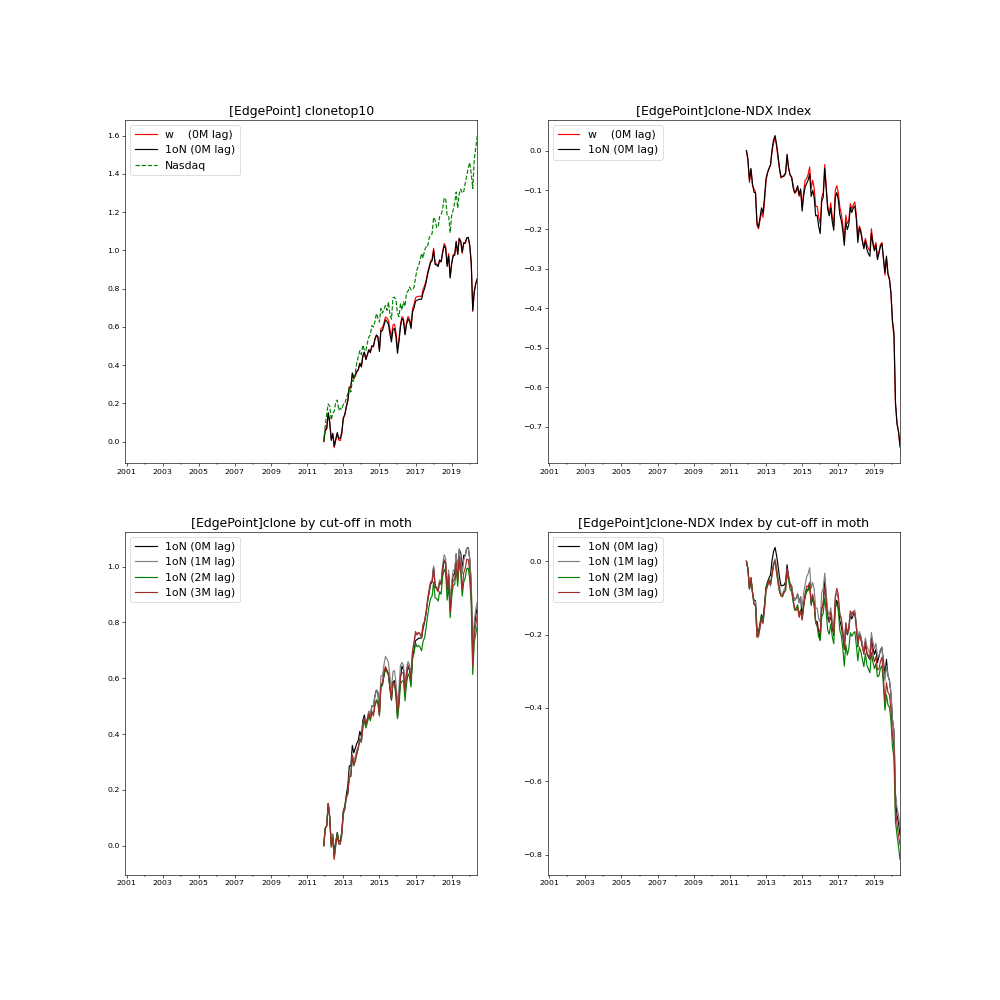 [EdgePoint] clonetop10
w (0M lag)
1oN (0M lag)
Nasdaq
1.6
1.4
1.2
1.0
0.8
0.6
0.4
0.2
0.0
2001 2003 2005 2007 2009 2011 2013 2015 2017 2019
[EdgePoint]clone-NDX Index
w (0M lag)
1oN (0M lag)
0.0
−0.1
−0.2
−0.3
−0.4
−0.5
−0.6
−0.7
2001 2003 2005 2007 2009 2011 2013 2015 2017 2019
[EdgePoint]clone by cut-off in moth
1oN (0M lag)
1oN (1M lag)
1oN (2M lag)
1oN (3M lag)
1.0
0.8
0.6
0.4
0.2
0.0
2001 2003 2005 2007 2009 2011 2013 2015 2017 2019
[EdgePoint]clone-NDX Index by cut-off in moth
1oN (0M lag)
1oN (1M lag)
1oN (2M lag)
1oN (3M lag)
0.0
−0.2
−0.4
−0.6
−0.8
2001 2003 2005 2007 2009 2011 2013 2015 2017 2019